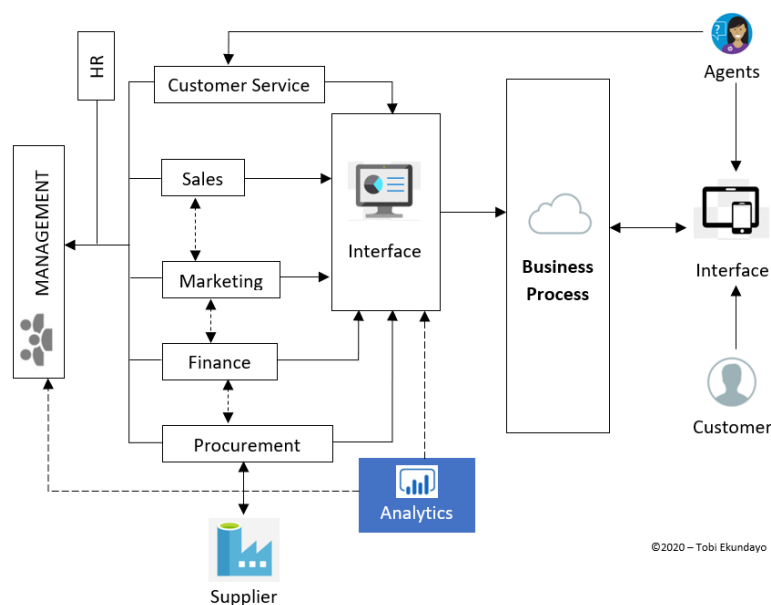 HR
Agents
Customer Service
MANAGEMENT
Sales
Interface
Marketing
Business
Process
Interface
Finance
Procurement
Customer
Analytics
Supplier
©2020 – Tobi Ekundayo